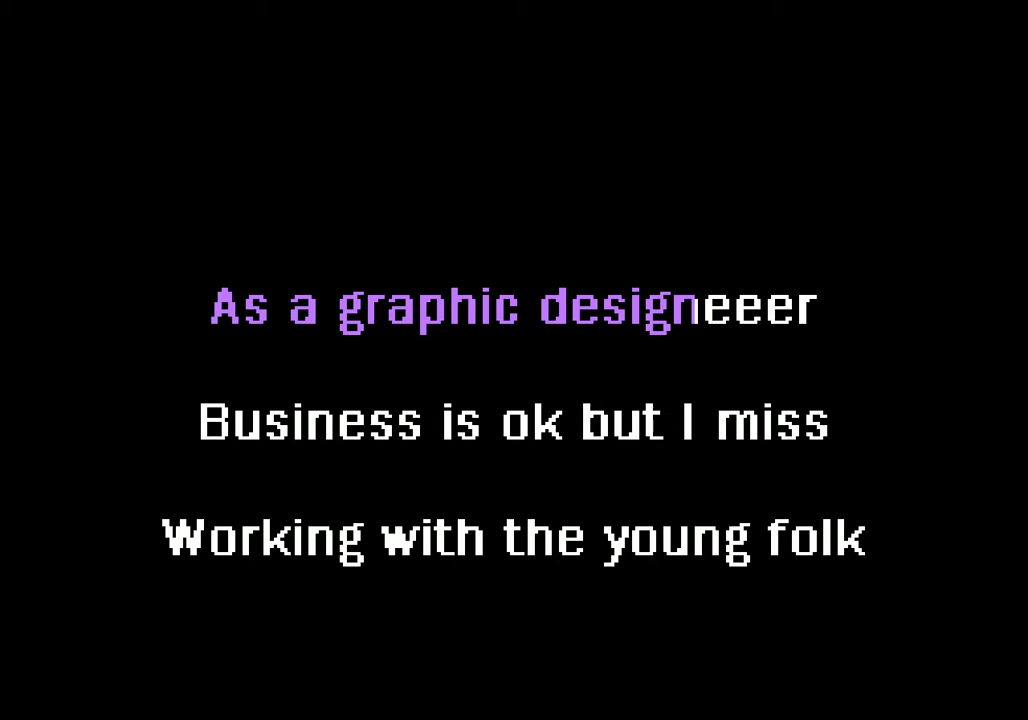 As a graphic designeeer
Business is ok but I miss
Working with the young folk